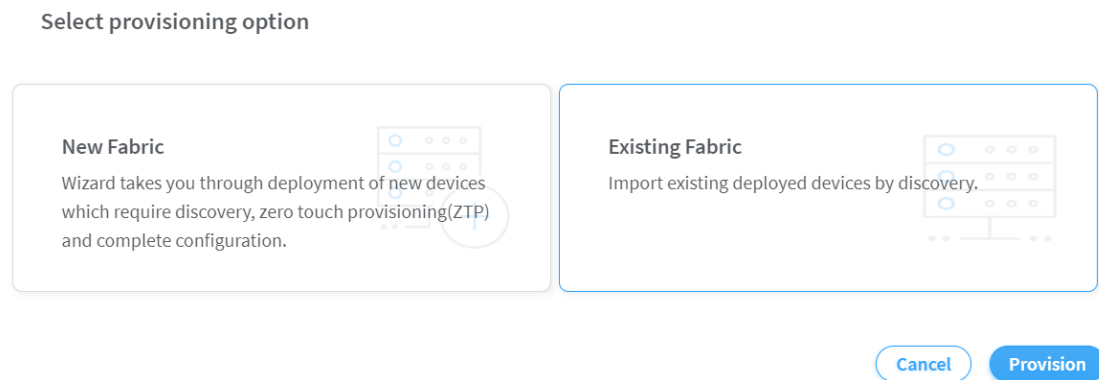 Select provisioning option
New Fabric
Wizard takes you through deployment of new devices
which require discovery, zero touch provisioning(ZTP)
and complete configuration.
Existing Fabric
Import existing deployed devices by discovery.
Cancel
Provision